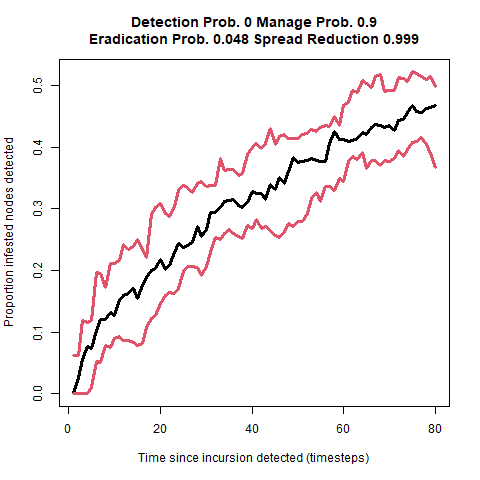 Detection Prob. 0 Manage Prob. 0.9
Eradication Prob. 0.048 Spread Reduction 0.999
Proportion infested nodes detected
0.5
0.4
0.3
0.2
0.1
0.0
0 20 40 60 80
Time since incursion detected (timesteps)